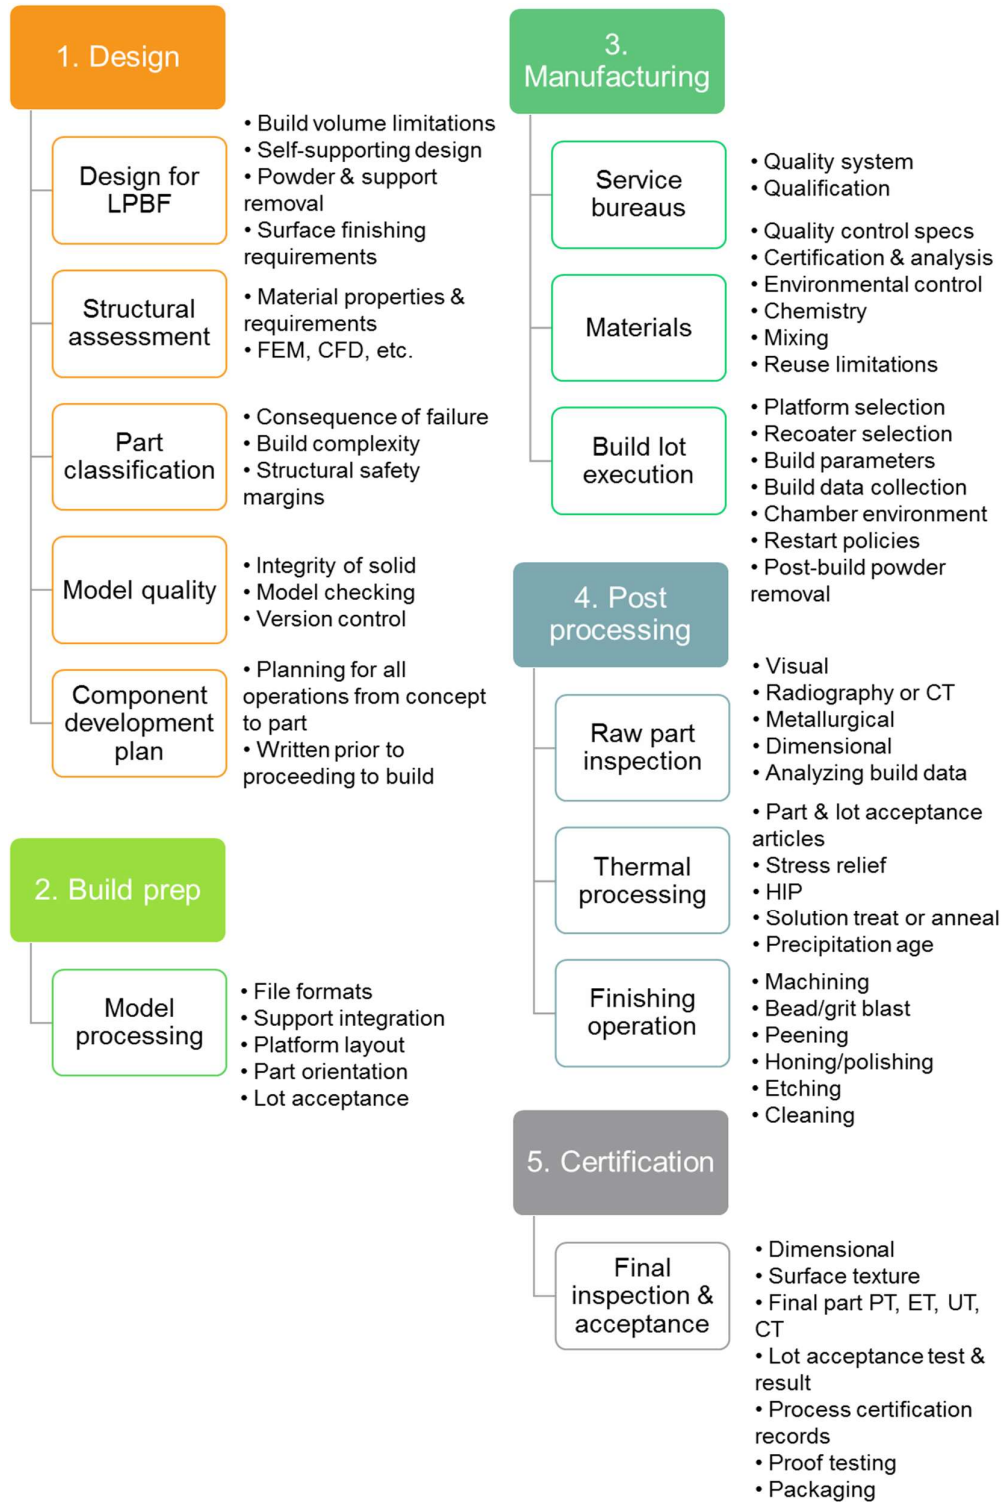 1. Design
Design for
LPBF
• Build volume limitations
• Self-supporting design
• Powder & support
removal
• Surface finishing
requirements
Structural
assessment
• Material properties &
requirements
• FEM, CFD, etc.
Part
classification
• Consequence of failure
• Build complexity
• Structural safety
margins
Model quality
• Integrity of solid
• Model checking
• Version control
Component
development
plan
• Planning for all
operations from concept
to part
• Written prior to
proceeding to build
2. Build prep
Model
processing
• File formats
• Support integration
• Platform layout
• Part orientation
• Lot acceptance
3.
Manufacturing
Service
bureaus
• Quality system
• Qualification
Materials
• Quality control specs
• Certification & analysis
• Environmental control
• Chemistry
• Mixing
• Reuse limitations
Build lot
execution
• Platform selection
• Recoater selection
• Build parameters
• Build data collection
• Chamber environment
• Restart policies
• Post-build powder
removal
4. Post
processing
Raw part
inspection
• Visual
• Radiography or CT
• Metallurgical
• Dimensional
• Analyzing build data
Thermal
processing
• Part & lot acceptance
articles
• Stress relief
• HIP
• Solution treat or anneal
• Precipitation age
Finishing
operation
• Machining
• Bead/grit blast
• Peening
• Honing/polishing
• Etching
• Cleaning
5. Certification
Final
inspection &
acceptance
• Dimensional
• Surface texture
• Final part PT, ET, UT,
CT
• Lot acceptance test &
result
• Process certification
records
• Proof testing
• Packaging